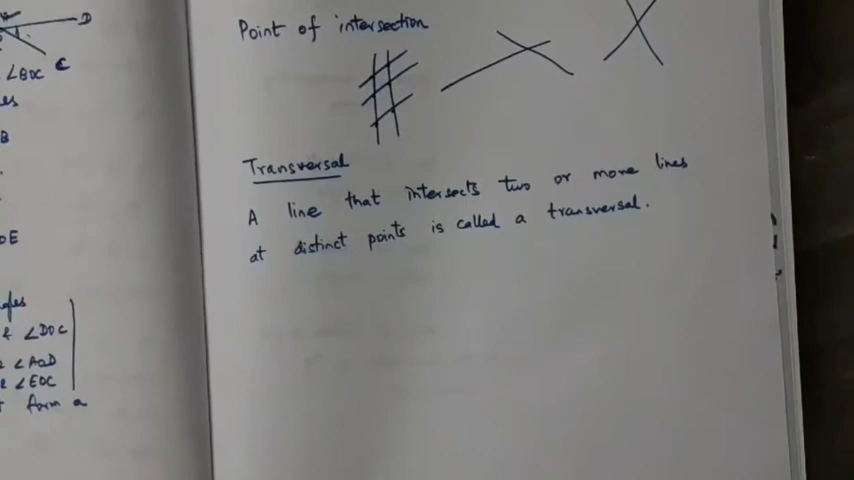 D
∠BOC C
B
DE
∠DOC
∠AOD
∠EOC
form a
Point of intersection
Transversal
A line that intersects two or more lines
at distinct points is called a transversal.